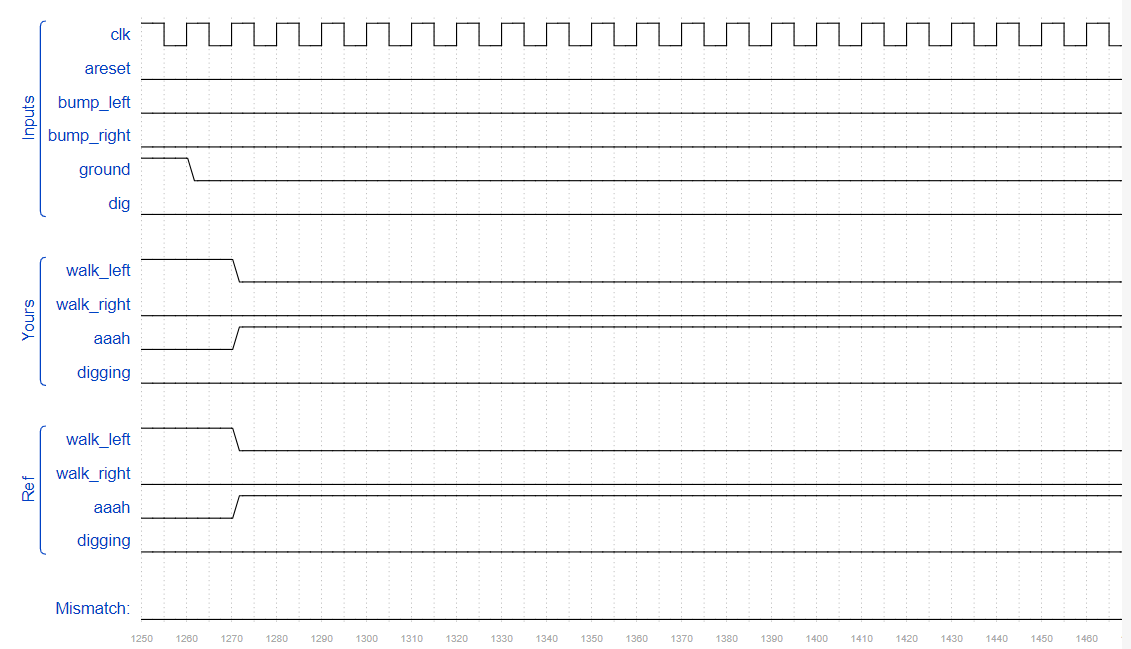 Inputs
clk
areset
bump_left
bump_right
ground
dig
Yours
walk_left
walk_right
aaah
digging
Ref
walk_left
walk_right
aaah
digging
Mismatch:
1250 1260 1270 1280 1290 1300 1310 1320 1330 1340 1350 1360 1370 1380 1390 1400 1410 1420 1430 1440 1450 1460